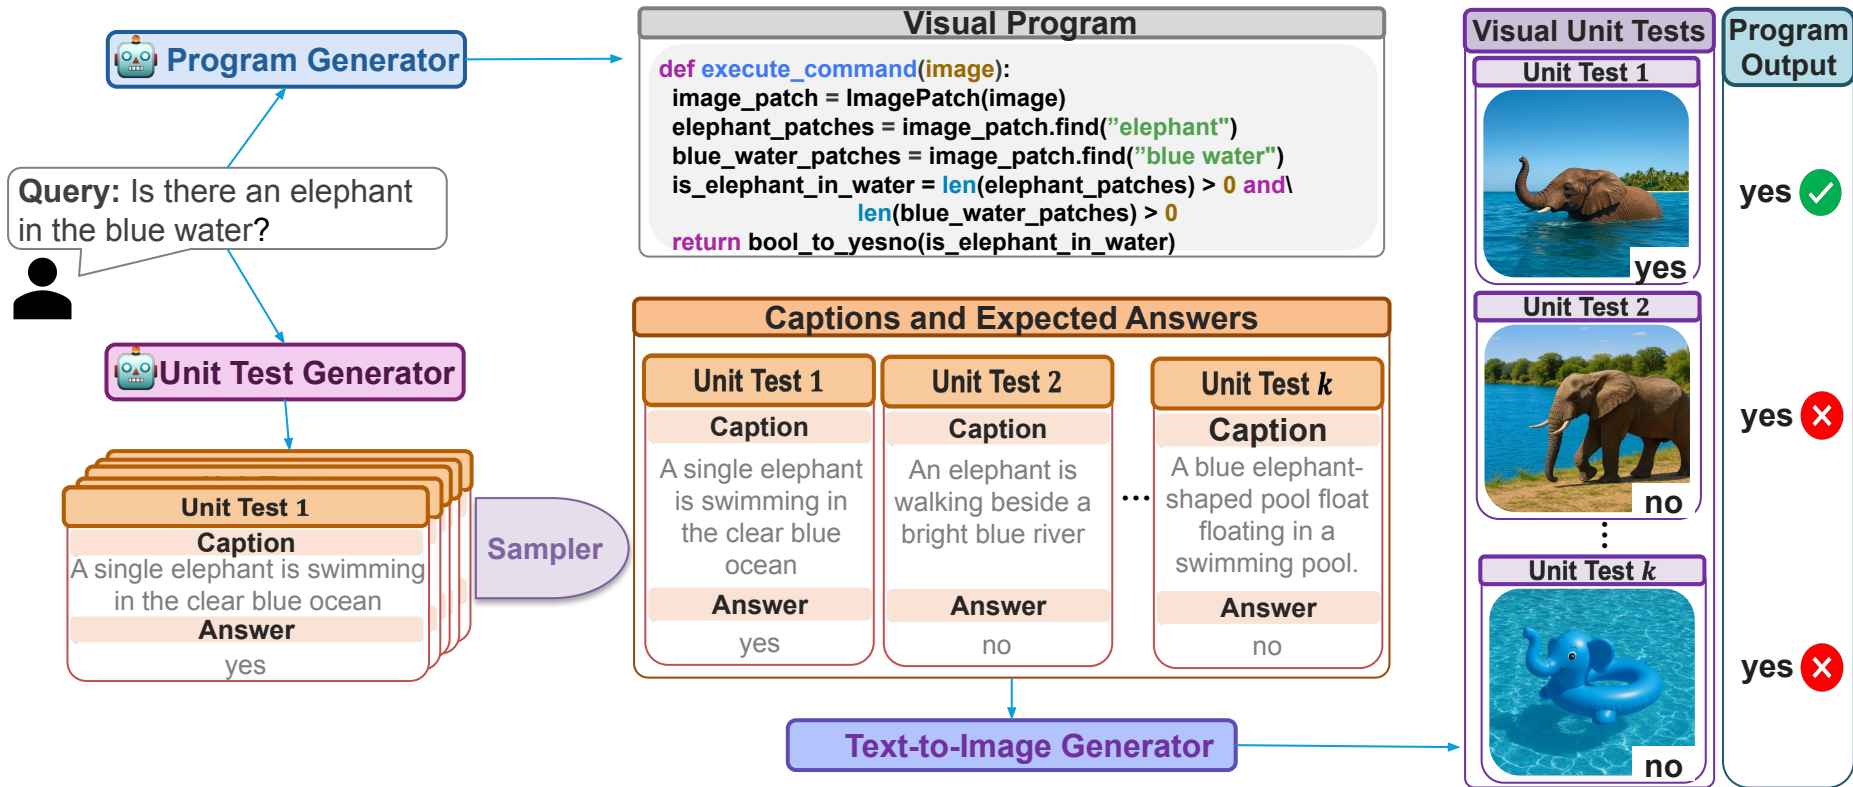 Program Generator
Query: Is there an elephant
in the blue water?
Unit Test Generator
Unit Test 1
Caption
A single elephant is swimming
in the clear blue ocean
Answer
yes
Sampler
Visual Program
def execute_command(image):
image_patch = ImagePatch(image)
elephant_patches = image_patch.find(”elephant")
blue_water_patches = image_patch.find("blue water")
is_elephant_in_water = len(elephant_patches) > 0 and\
len(blue_water_patches) > 0
return bool_to_yesno(is_elephant_in_water)
Captions and Expected Answers
Unit Test 1
Caption
A single elephant
is swimming in
the clear blue
ocean
Answer
yes
Unit Test 2
Caption
An elephant is
walking beside a
bright blue river
Answer
no
...
Unit Test k
Caption
A blue elephant-
shaped pool float
floating in a
swimming pool.
Answer
no
Text-to-Image Generator
Visual Unit Tests
Unit Test 1
yes
Unit Test 2
no
Unit Test k
no
Program
Output
yes
yes
yes